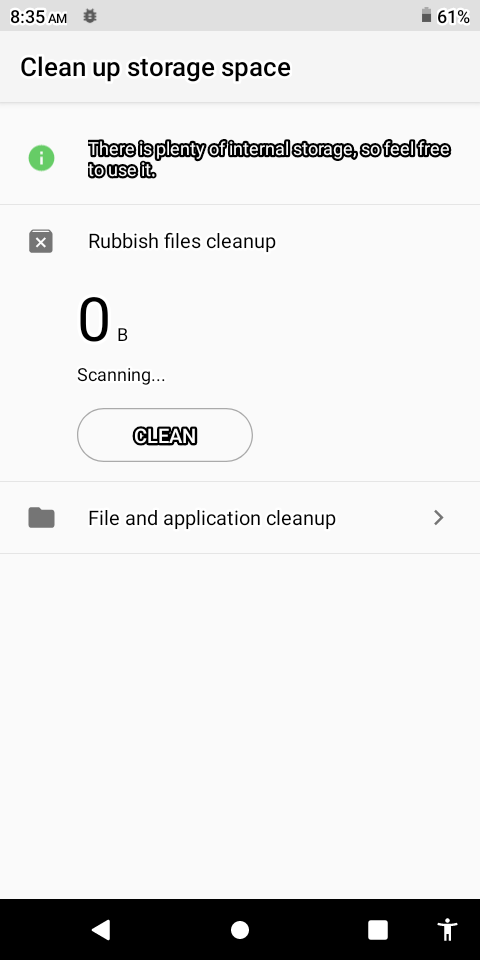 8:35 AM 61%
Clean up storage space
There is plenty of internal storage, so feel free
to use it.
Rubbish files cleanup
0 B
Scanning...
CLEAN
File and application cleanup